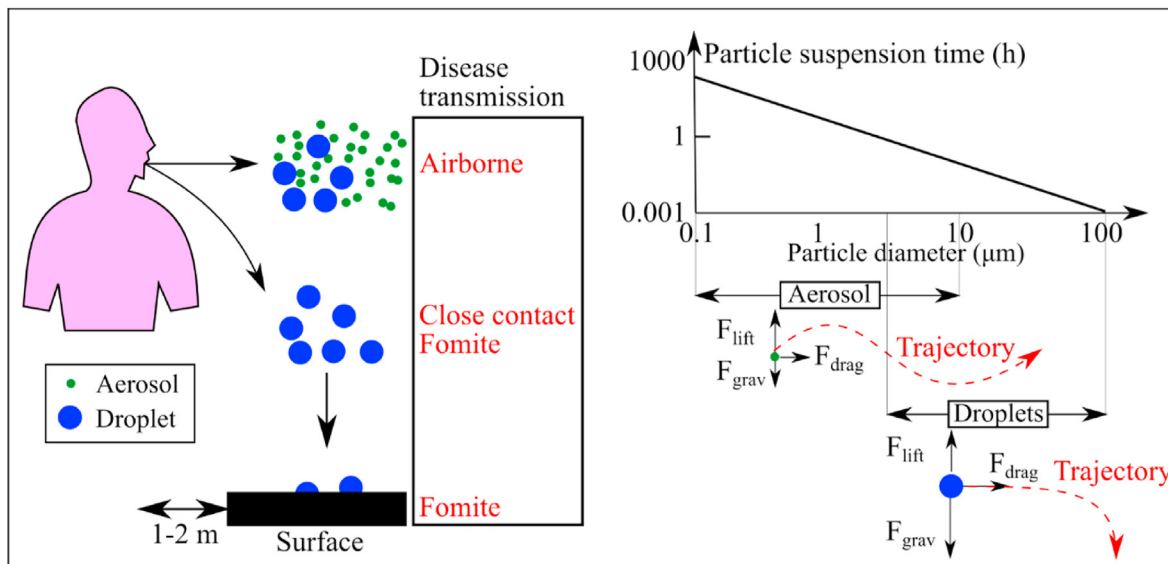 Disease
transmission
Airborne
Close contact
Fomite
Fomite
Aerosol
Droplet
1-2 m
Surface
Particle suspension time (h)
1000
1
0.001
0.1
1
10
100
Particle diameter (μm)
Aerosol
F_lift
F_drag
F_grav
Trajectory
Droplets
F_lift
F_drag
F_grav
Trajectory